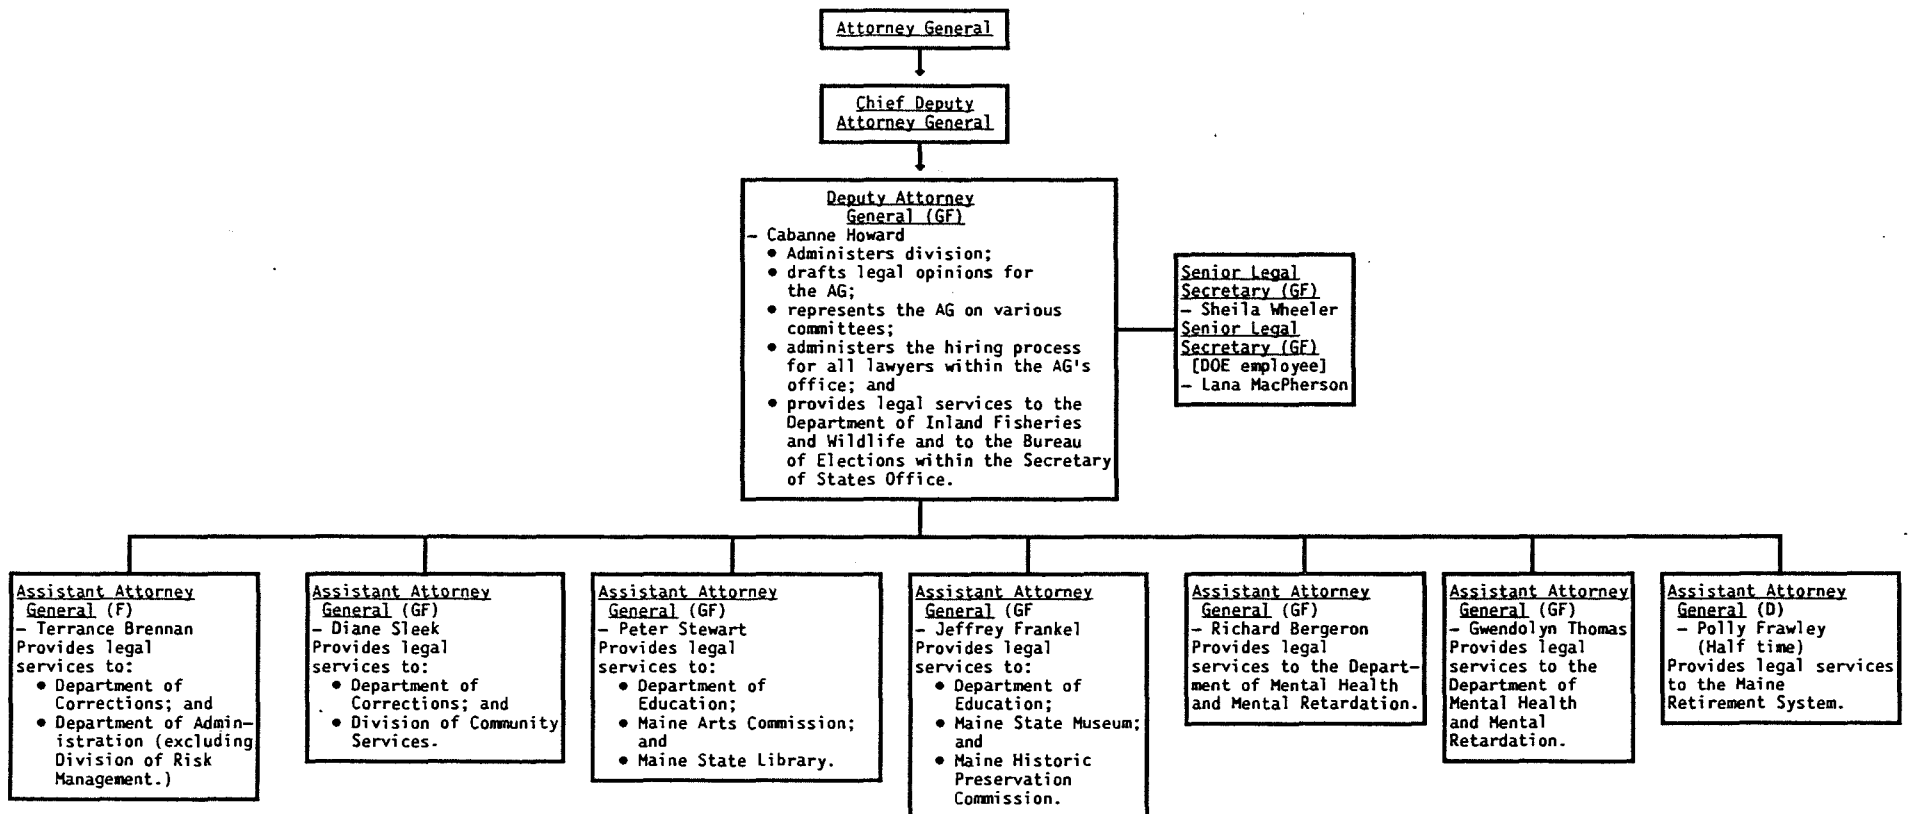 Attorney General
Chief Deputy
Attorney General
Deputy Attorney
General (GF)
— Cabanne Howard
• Administers division;
• drafts legal opinions for
the AG;
• represents the AG on various
committees;
• administers the hiring process
for all lawyers within the AG's
office; and
• provides legal services to the
Department of Inland Fisheries
and Wildlife and to the Bureau
of Elections within the Secretary
of States Office.
Senior Legal
Secretary (GF)
— Sheila Wheeler
Senior Legal
Secretary (GF)
[DOE employee]
— Lana MacPherson
Assistant Attorney
General (F)
— Terrance Brennan
Provides legal
services to:
• Department of
Corrections; and
• Department of Admin-
istration (excluding
Division of Risk
Management.)
Assistant Attorney
General (GF)
— Diane Sleek
Provides legal
services to:
• Department of
Corrections; and
• Division of Community
Services.
Assistant Attorney
General (GF)
— Peter Stewart
Provides legal
services to:
• Department of
Education;
• Maine Arts Commission;
and
• Maine State Library.
Assistant Attorney
General (GF
— Jeffrey Frankel
Provides legal
services to:
• Department of
Education;
• Maine State Museum;
and
• Maine Historic
Preservation
Commission.
Assistant Attorney
General (GF)
— Richard Bergeron
Provides legal
services to the Depart-
ment of Mental Health
and Mental Retardation.
Assistant Attorney
General (GF)
— Gwendolyn Thomas
Provides legal
services to the
Department of
Mental Health
and Mental
Retardation.
Assistant Attorney
General (D)
— Polly Frawley
(Half time)
Provides legal services
to the Maine
Retirement System.